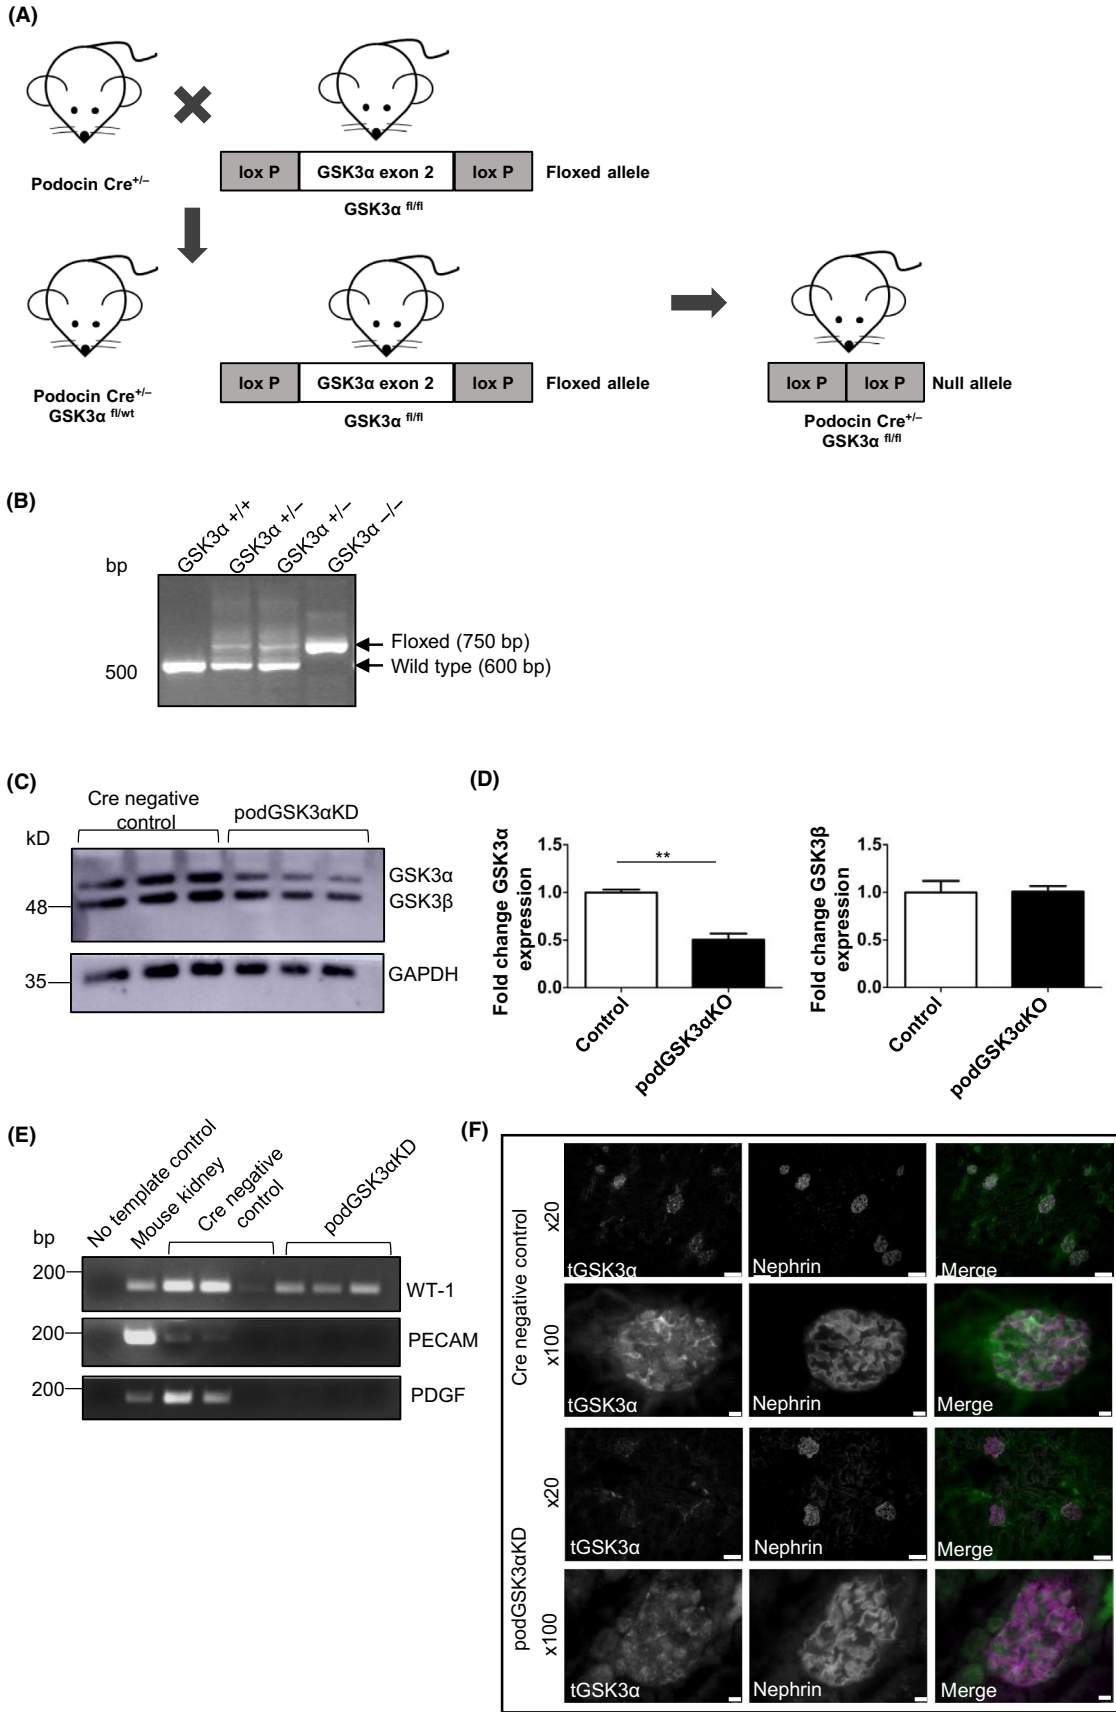 (A)
Podocin Cre+/–
lox P GSK3α exon 2 lox P Floxed allele
GSK3α fl/fl
Podocin Cre+/–
GSK3α fl/wt
lox P GSK3α exon 2 lox P Floxed allele
GSK3α fl/fl
lox P lox P Null allele
Podocin Cre+/–
GSK3α fl/fl
(B)
bp
GSK3α +/+
GSK3α +/–
GSK3α +/–
GSK3α –/–
Floxed (750 bp)
500
Wild type (600 bp)
(C)
Cre negative
control
podGSK3αKD
kD
GSK3α
GSK3β
48
GAPDH
35
(D)
Fold change GSK3α
expression
1.5
1.0
0.5
0.0
**
Control
podGSK3αKO
Fold change GSK3β
expression
1.5
1.0
0.5
0.0
Control
podGSK3αKO
(E)
bp
No template control
Mouse kidney
Cre negative
control
podGSK3αKD
200
WT-1
200
PECAM
200
PDGF
(F)
Cre negative control
x20
tGSK3α Nephrin Merge
x100
tGSK3α Nephrin Merge
podGSK3αKD
x20
tGSK3α Nephrin Merge
x100
tGSK3α Nephrin Merge